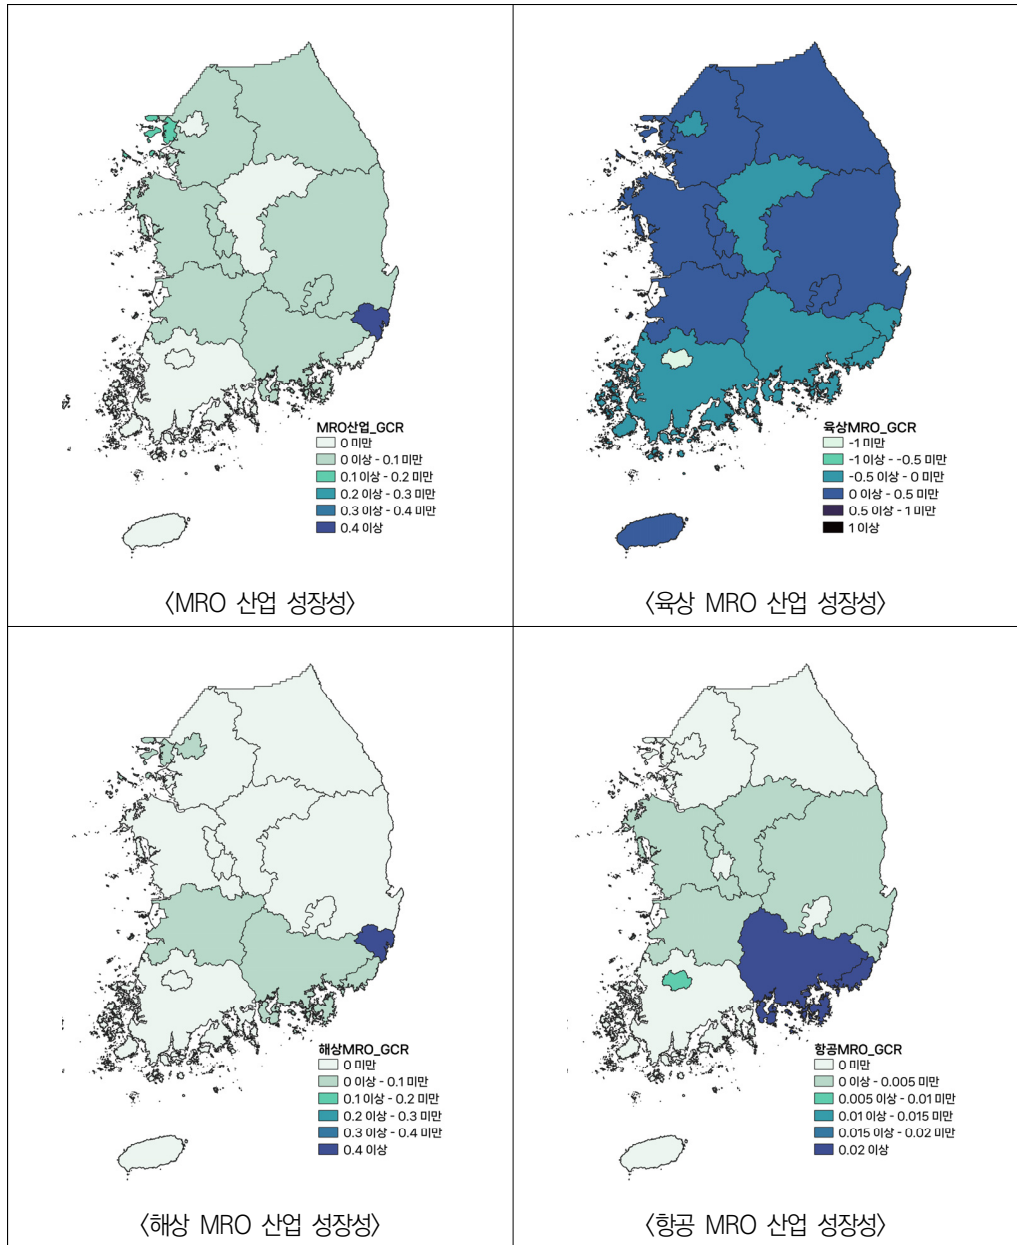 MRO산업_GCR
0 미만
0 이상 - 0.1 미만
0.1 이상 - 0.2 미만
0.2 이상 - 0.3 미만
0.3 이상 - 0.4 미만
0.4 이상
〈MRO 산업 성장성〉
육상MRO_GCR
-1 미만
-1 이상 - -0.5 미만
-0.5 이상 - 0 미만
0 이상 - 0.5 미만
0.5 이상 - 1 미만
1 이상
〈육상 MRO 산업 성장성〉
해상MRO_GCR
0 미만
0 이상 - 0.1 미만
0.1 이상 - 0.2 미만
0.2 이상 - 0.3 미만
0.3 이상 - 0.4 미만
0.4 이상
〈해상 MRO 산업 성장성〉
항공MRO_GCR
0 미만
0 이상 - 0.005 미만
0.005 이상 - 0.01 미만
0.01 이상 - 0.015 미만
0.015 이상 - 0.02 미만
0.02 이상
〈항공 MRO 산업 성장성〉